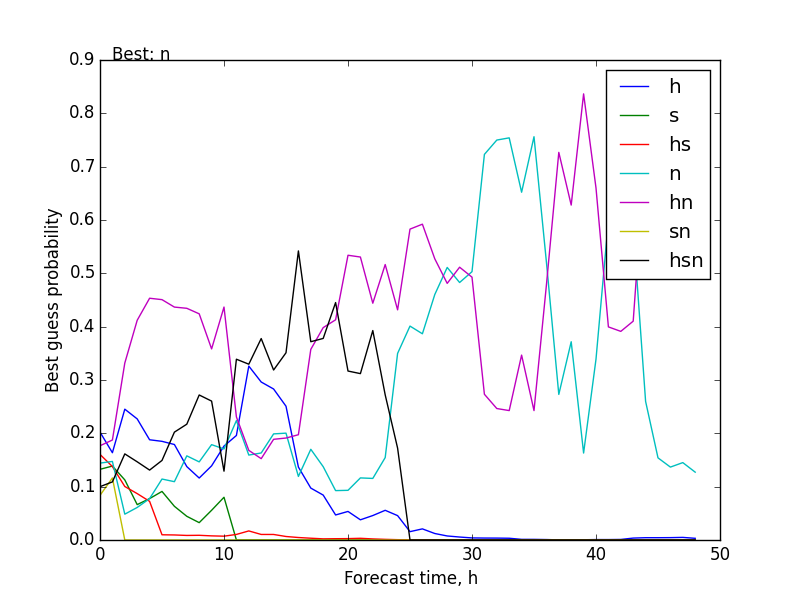 Best: n
0.9
0.8
0.7
0.6
0.5
0.4
0.3
0.2
0.1
0.0
Best guess probability
h
s
hs
n
hn
sn
hsn
0 10 20 30 40 50
Forecast time, h